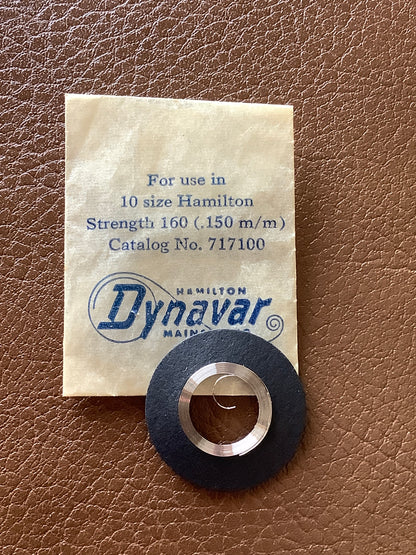 For use in
10 size Hamilton
Strength 160 (.150 m/m)
Catalog No. 717100
HAMILTON
Dynavar